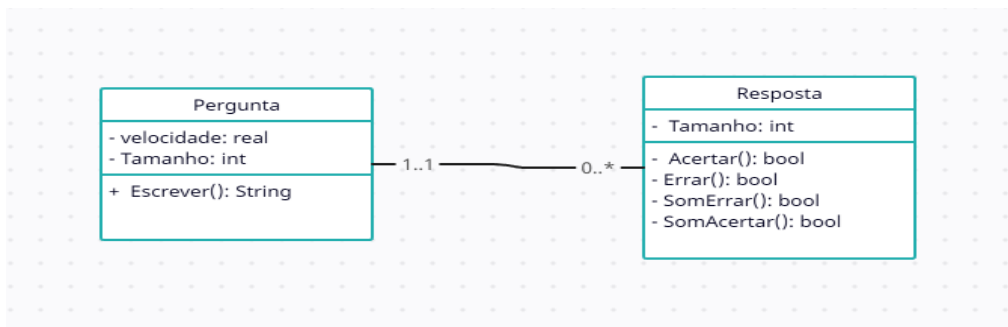 Pergunta
- velocidade: real
- Tamanho: int
+ Escrever(): String
1..1
0..*
Resposta
- Tamanho: int
- Acertar(): bool
- Errar(): bool
- SomErrar(): bool
- SomAcertar(): bool